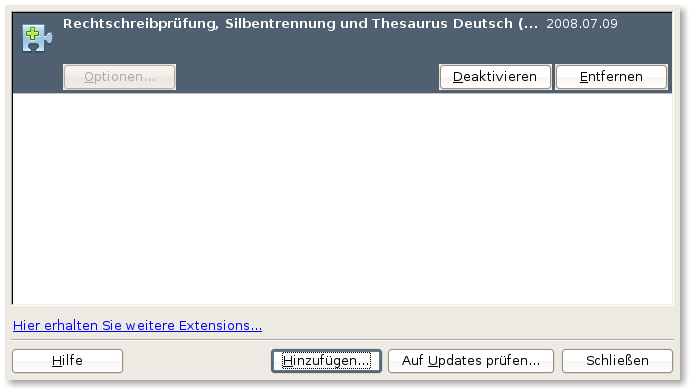 Rechtschreibprüfung, Silbentrennung und Thesaurus Deutsch (... 2008.07.09
Optionen... Deaktivieren Entfernen
Hier erhalten Sie weitere Extensions...
Hilfe Hinzufügen... Auf Updates prüfen... Schließen